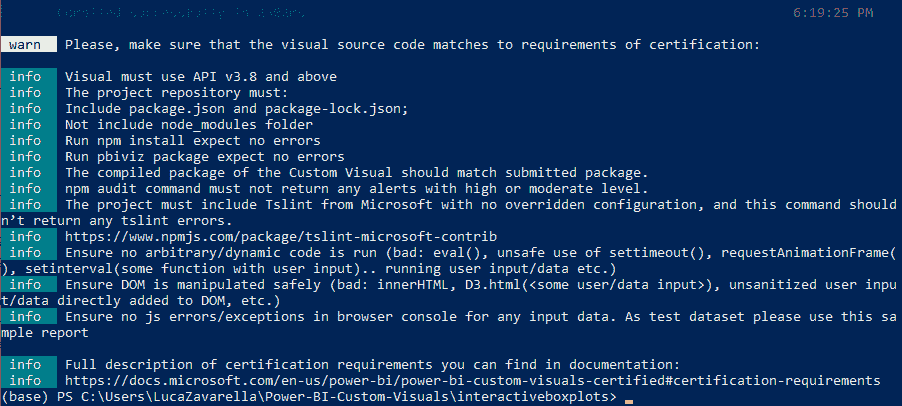 6:19:25 PM
warn Please, make sure that the visual source code matches to requirements of certification:
info Visual must use API v3.8 and above
info The project repository must:
info Include package.json and package-lock.json;
info Not include node_modules folder
info Run npm install expect no errors
info Run pbiviz package expect no errors
info The compiled package of the Custom Visual should match submitted package.
info npm audit command must not return any alerts with high or moderate level.
info The project must include Tslint from Microsoft with no overridden configuration, and this command should
n’t return any tslint errors.
info https://www.npmjs.com/package/tslint-microsoft-contrib
info Ensure no arbitrary/dynamic code is run (bad: eval(), unsafe use of settimeout(), requestAnimationFrame(
), setinterval(some function with user input).. running user input/data etc.)
info Ensure DOM is manipulated safely (bad: innerHTML, D3.html(<some user/data input>), unsanitized user inpu
t/data directly added to DOM, etc.)
info Ensure no js errors/exceptions in browser console for any input data. As test dataset please use this sa
mple report
info Full description of certification requirements you can find in documentation:
info https://docs.microsoft.com/en-us/power-bi/power-bi-custom-visuals-certified#certification-requirements
(base) PS C:\Users\LucaZavarella\Power-BI-Custom-Visuals\interactiveboxplots>